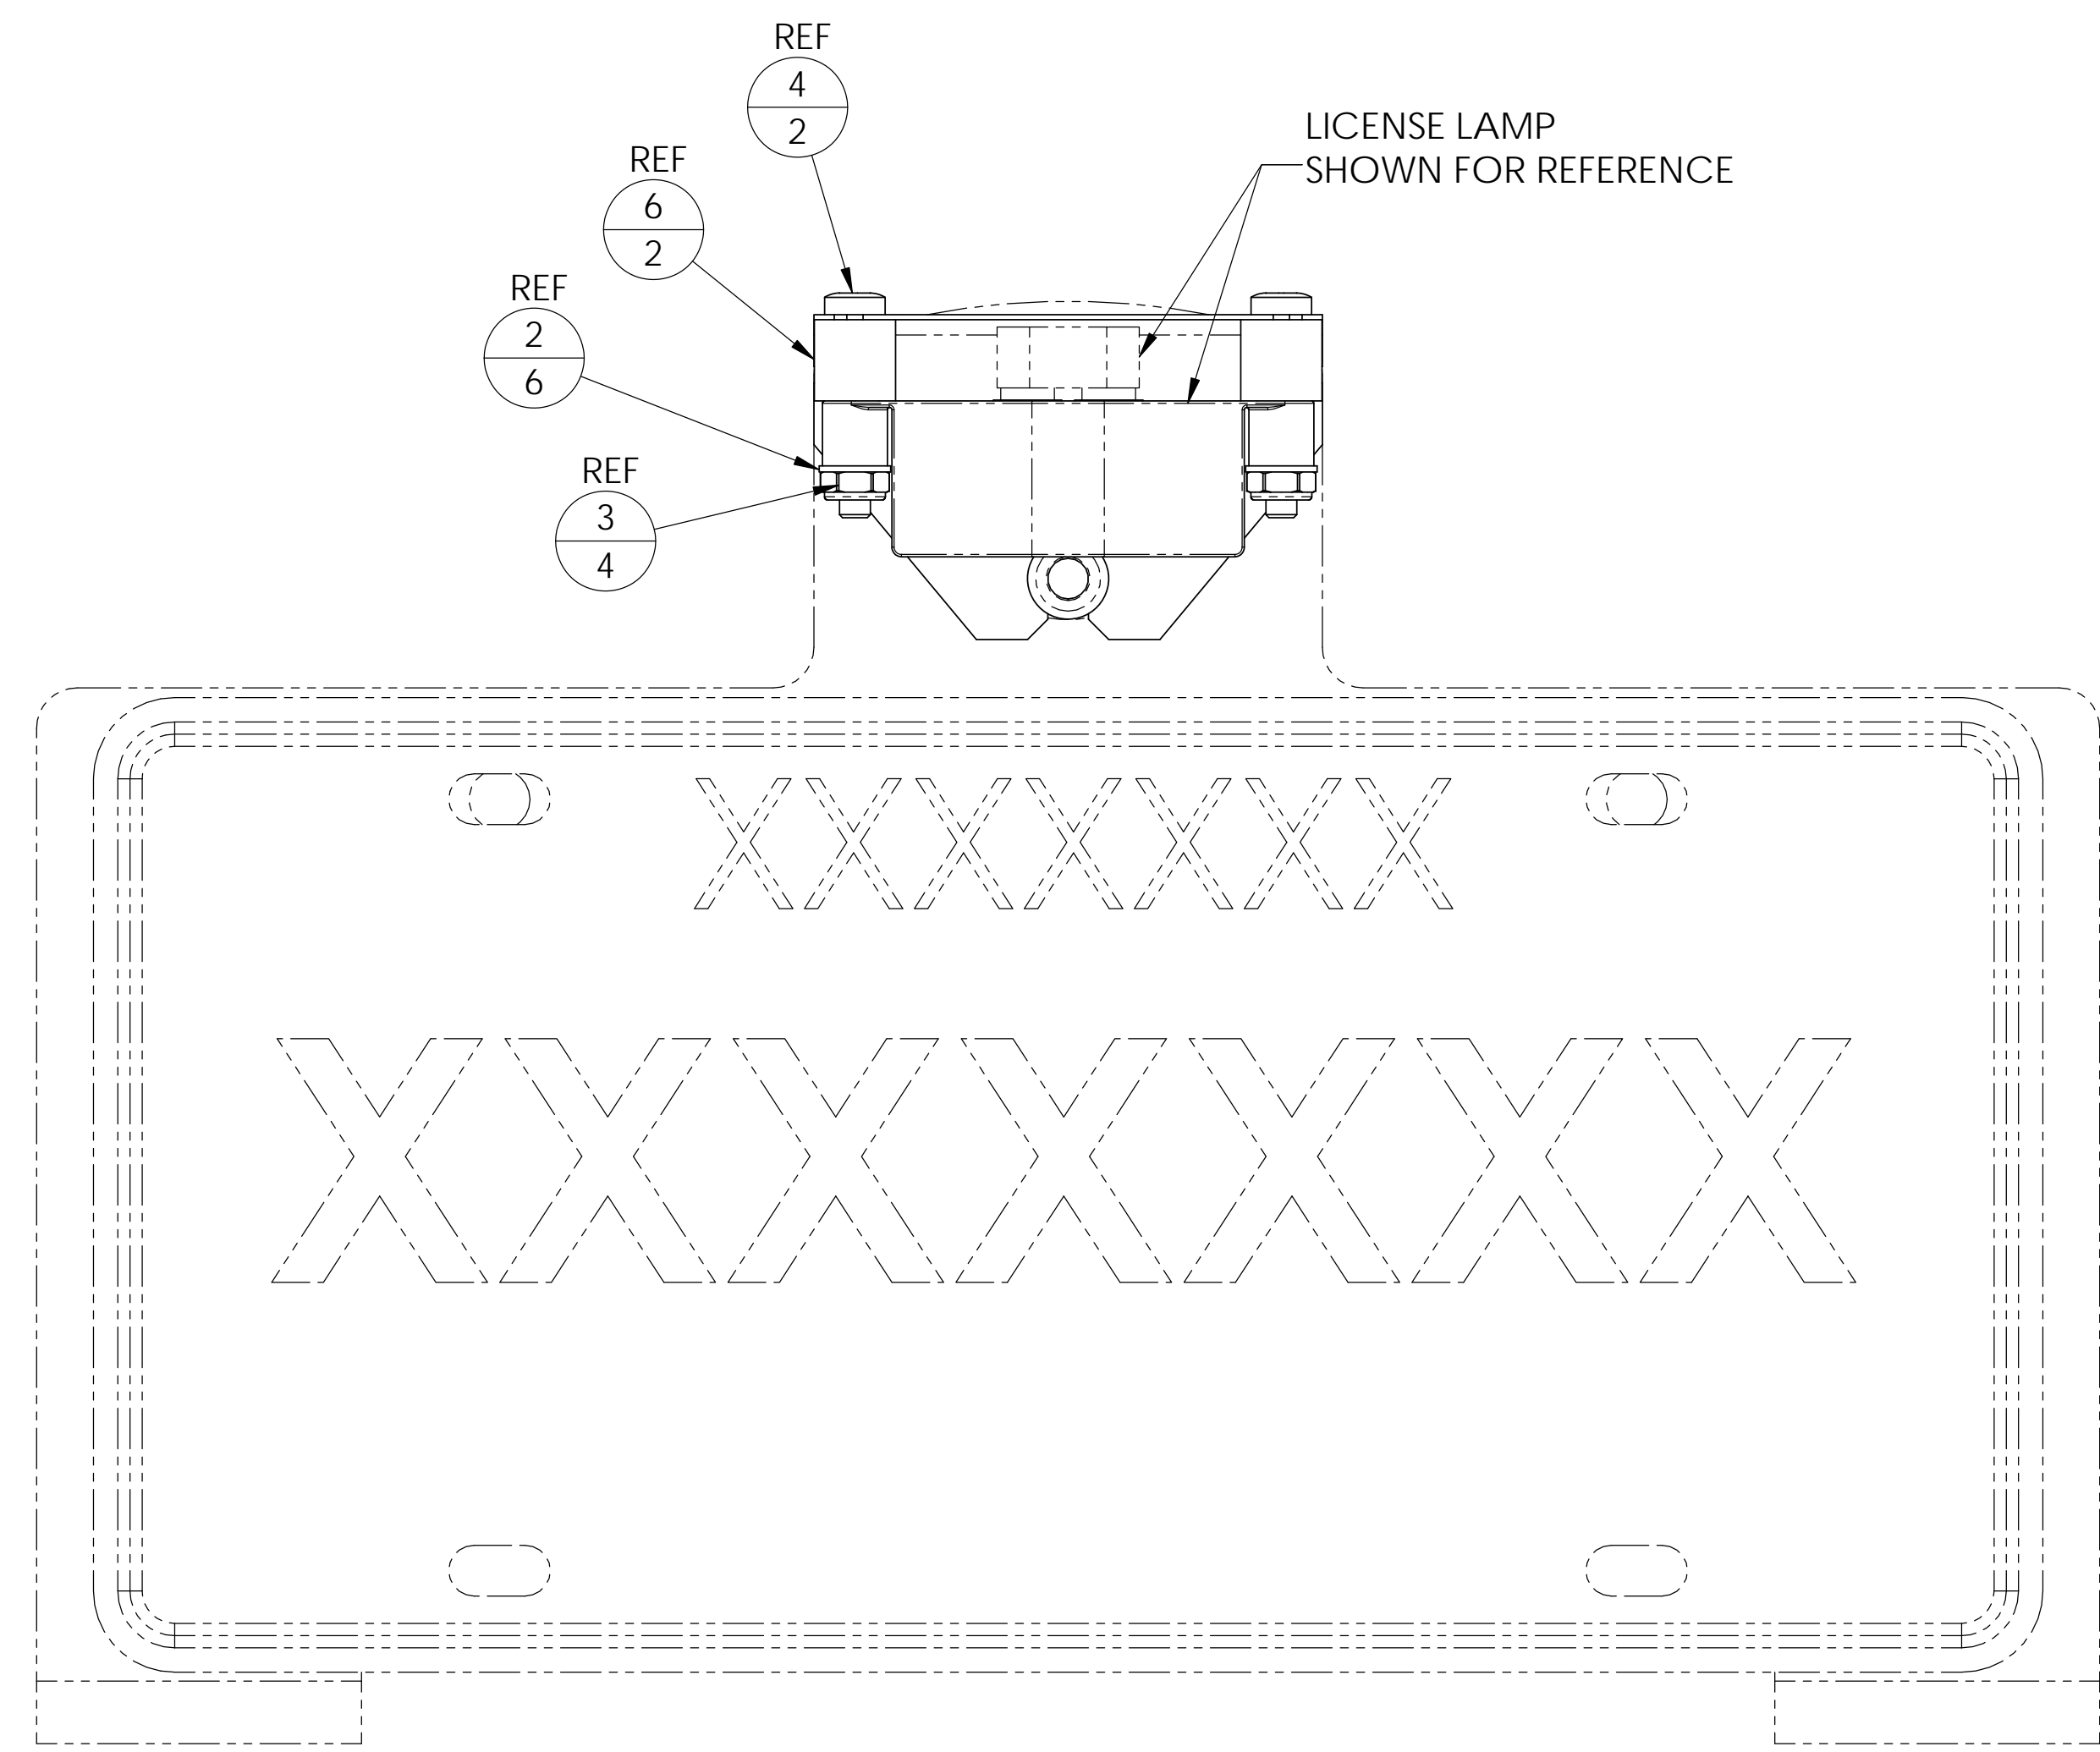 REF
4
2
LICENSE LAMP
SHOWN FOR REFERENCE
REF
6
2
REF
2
6
REF
3
4
XXXXXXX
XXXXXXX